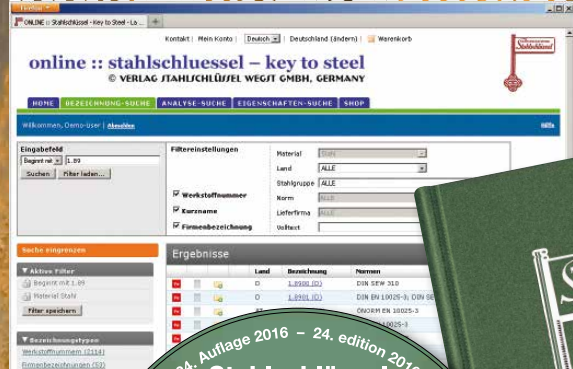 ONLINE :: Stahlschlüssel - Key to Steel - La ...
Kontakt | Mein Konto | Deutsch | Deutschland (ändern) | Warenkorb
online :: stahlschluessel – key to steel
© VERLAG STAHLSCHLÜSSEL WEGST GMBH, GERMANY
HOME BEZEICHNUNG-SUCHE ANALYSE-SUCHE EIGENSCHAFTEN-SUCHE SHOP
Willkommen, Demo-User | Abmelden
Hilfe
Eingabefeld
Beginnt mit 1.89
Suchen Filter laden...
Filtereinstellungen
Werkstoffnummer
Kurzname
Firmenbezeichnung
Material Stahl
Land ALLE
Stahlgruppe ALLE
Norm ALLE
Lieferfirma ALLE
Volltext
Suche eingrenzen
Aktive Filter
Beginnt mit 1.89
Material Stahl
Filter speichern
Bezeichnungstypen
Werkstoffnummern (2114)
Firmenbezeichnungen (53)
Ergebnisse
Land Bezeichnung Normen
D 1.8900 (D) DIN SEW 310
D 1.8901 (D) DIN EN 10025-3; DIN SE
ÖNORM EN 10025-3
10025-3
24. Auflage 2016 – 24. edition 2016